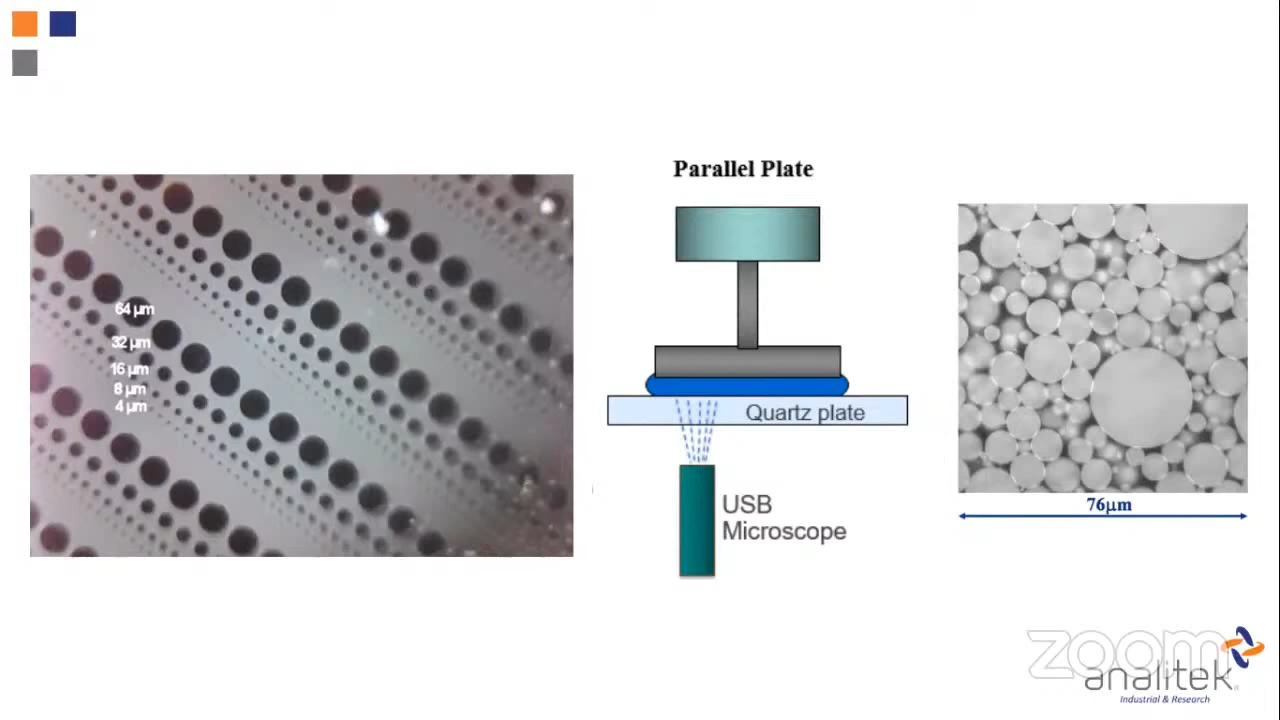 Parallel Plate
64 µm
32 µm
16 µm
8 µm
4 µm
Quartz plate
USB
Microscope
76µm
zoom
analitek
Industrial & Research